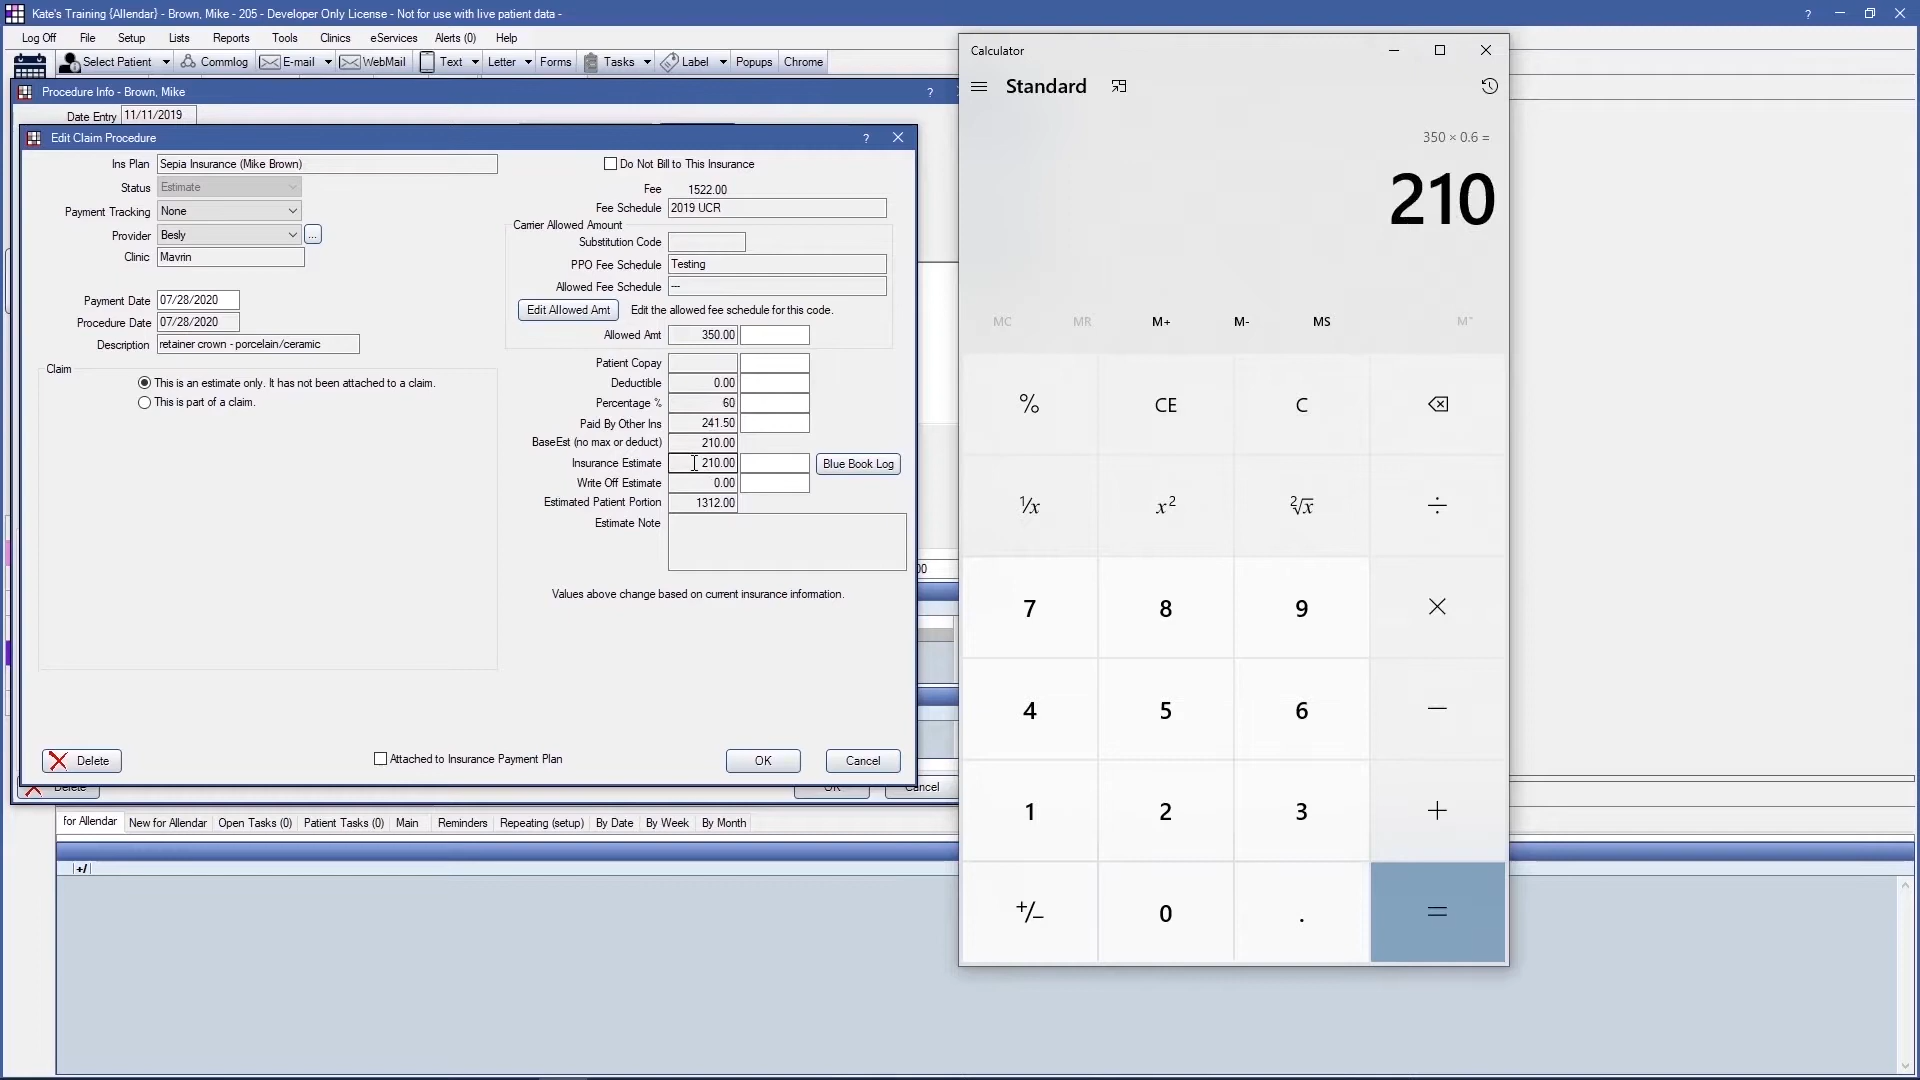 Kate's Training {Allendar} - Brown, Mike - 205 - Developer Only License - Not for use with live patient data -
Log Off File Setup Lists Reports Tools Clinics eServices Alerts (0) Help
Select Patient Commlog E-mail WebMail Text Letter Forms Tasks Label Popups Chrome
Procedure Info - Brown, Mike
Date Entry 11/11/2019
Edit Claim Procedure
Ins Plan Sepia Insurance (Mike Brown)
Status Estimate
Payment Tracking None
Provider Besly ...
Clinic Mavrin
Payment Date 07/28/2020
Procedure Date 07/28/2020
Description retainer crown - porcelain/ceramic
Claim
This is an estimate only. It has not been attached to a claim.
This is part of a claim.
Do Not Bill to This Insurance
Fee 1522.00
Fee Schedule 2019 UCR
Carrier Allowed Amount
Substitution Code
PPO Fee Schedule Testing
Allowed Fee Schedule ---
Edit Allowed Amt Edit the allowed fee schedule for this code.
Allowed Amt 350.00
Patient Copay
Deductible 0.00
Percentage % 60
Paid By Other Ins 241.50
BaseEst (no max or deduct) 210.00
Insurance Estimate 210.00 Blue Book Log
Write Off Estimate 0.00
Estimated Patient Portion 1312.00
Estimate Note
Values above change based on current insurance information.
Delete Attached to Insurance Payment Plan OK Cancel
Delete OK Cancel
for Allendar New for Allendar Open Tasks (0) Patient Tasks (0) Main Reminders Repeating (setup) By Date By Week By Month
+/
Calculator
Standard
350 × 0.6 =
210
MC MR M+ M- MS M˅
% CE C
1/x x² 2√x ÷
7 8 9 ×
4 5 6 −
1 2 3 +
+/− 0 . =